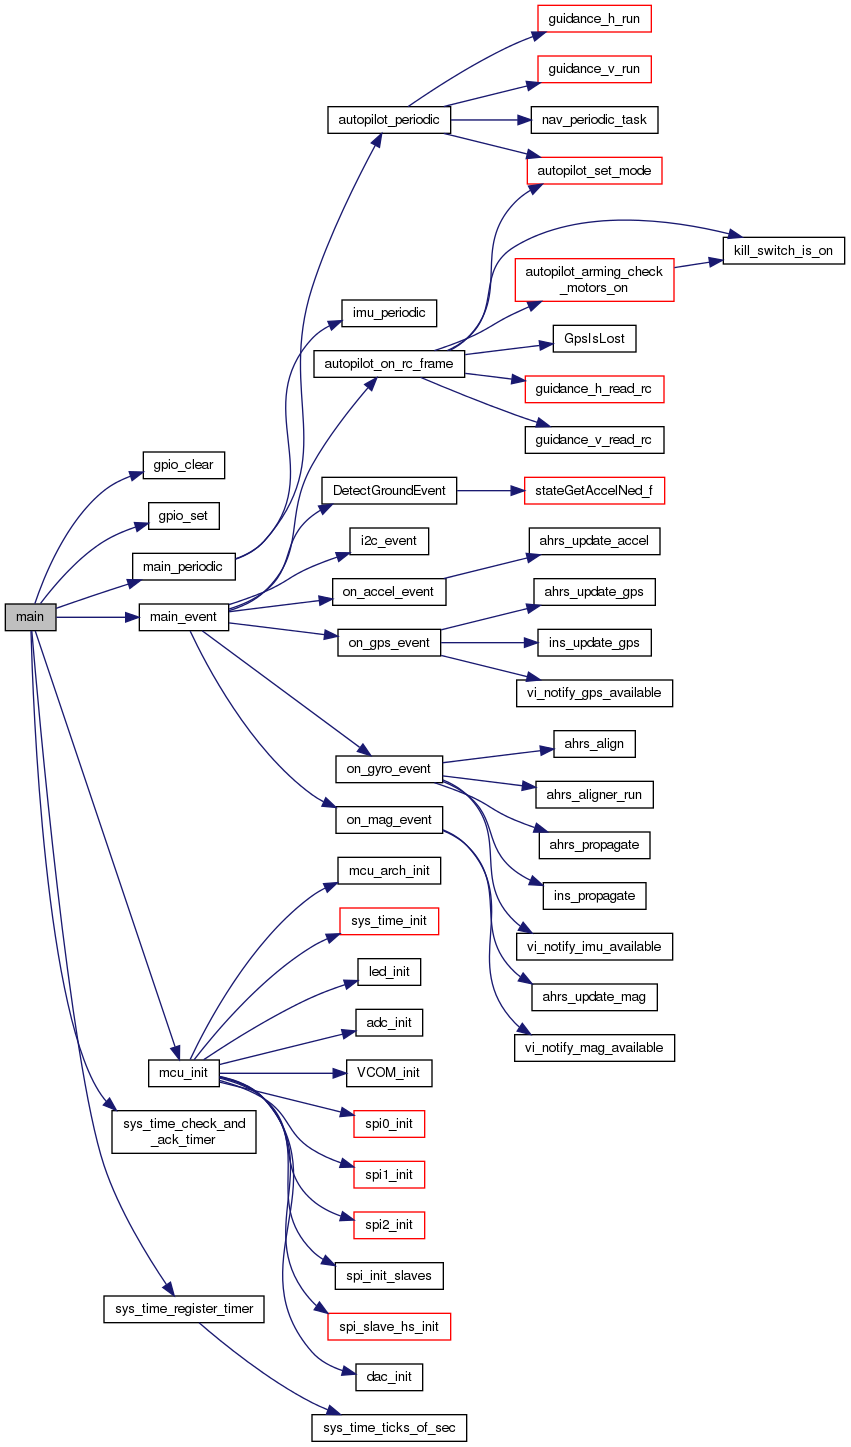 guidance_h_run
guidance_v_run
autopilot_periodic
nav_periodic_task
autopilot_set_mode
kill_switch_is_on
autopilot_arming_check
_motors_on
imu_periodic
GpsIsLost
autopilot_on_rc_frame
guidance_h_read_rc
guidance_v_read_rc
gpio_clear
DetectGroundEvent
stateGetAccelNed_f
gpio_set
i2c_event
ahrs_update_accel
main_periodic
on_accel_event
ahrs_update_gps
main
main_event
on_gps_event
ins_update_gps
vi_notify_gps_available
ahrs_align
on_gyro_event
ahrs_aligner_run
on_mag_event
ahrs_propagate
mcu_arch_init
ins_propagate
sys_time_init
vi_notify_imu_available
led_init
ahrs_update_mag
adc_init
vi_notify_mag_available
mcu_init
VCOM_init
sys_time_check_and
_ack_timer
spi0_init
spi1_init
spi2_init
spi_init_slaves
sys_time_register_timer
spi_slave_hs_init
dac_init
sys_time_ticks_of_sec